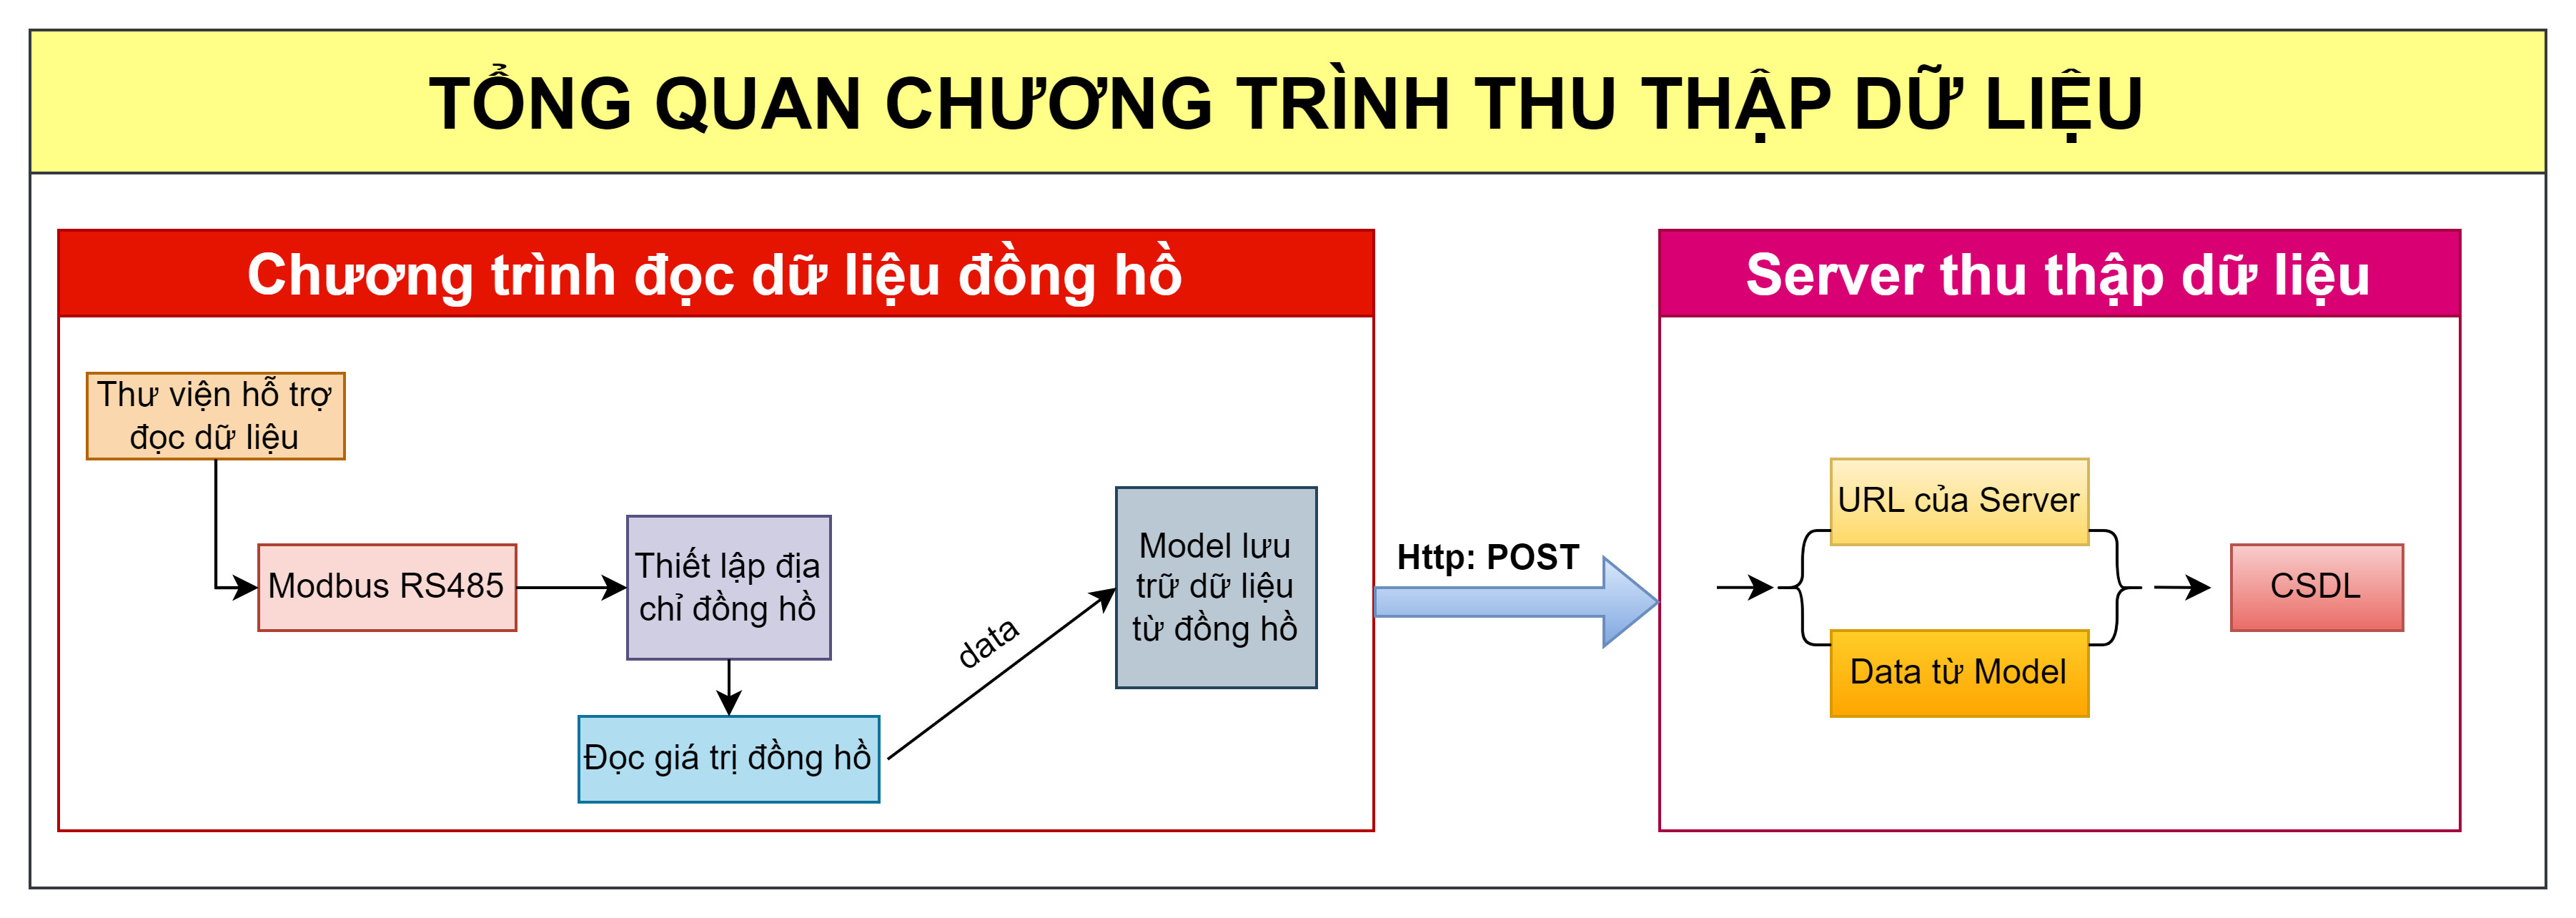 TỔNG QUAN CHƯƠNG TRÌNH THU THẬP DỮ LIỆU
Chương trình đọc dữ liệu đồng hồ
Thư viện hỗ trợ
đọc dữ liệu
Modbus RS485
Thiết lập địa
chỉ đồng hồ
Đọc giá trị đồng hồ
data
Model lưu
trữ dữ liệu
từ đồng hồ
Http: POST
Server thu thập dữ liệu
URL của Server
Data từ Model
CSDL